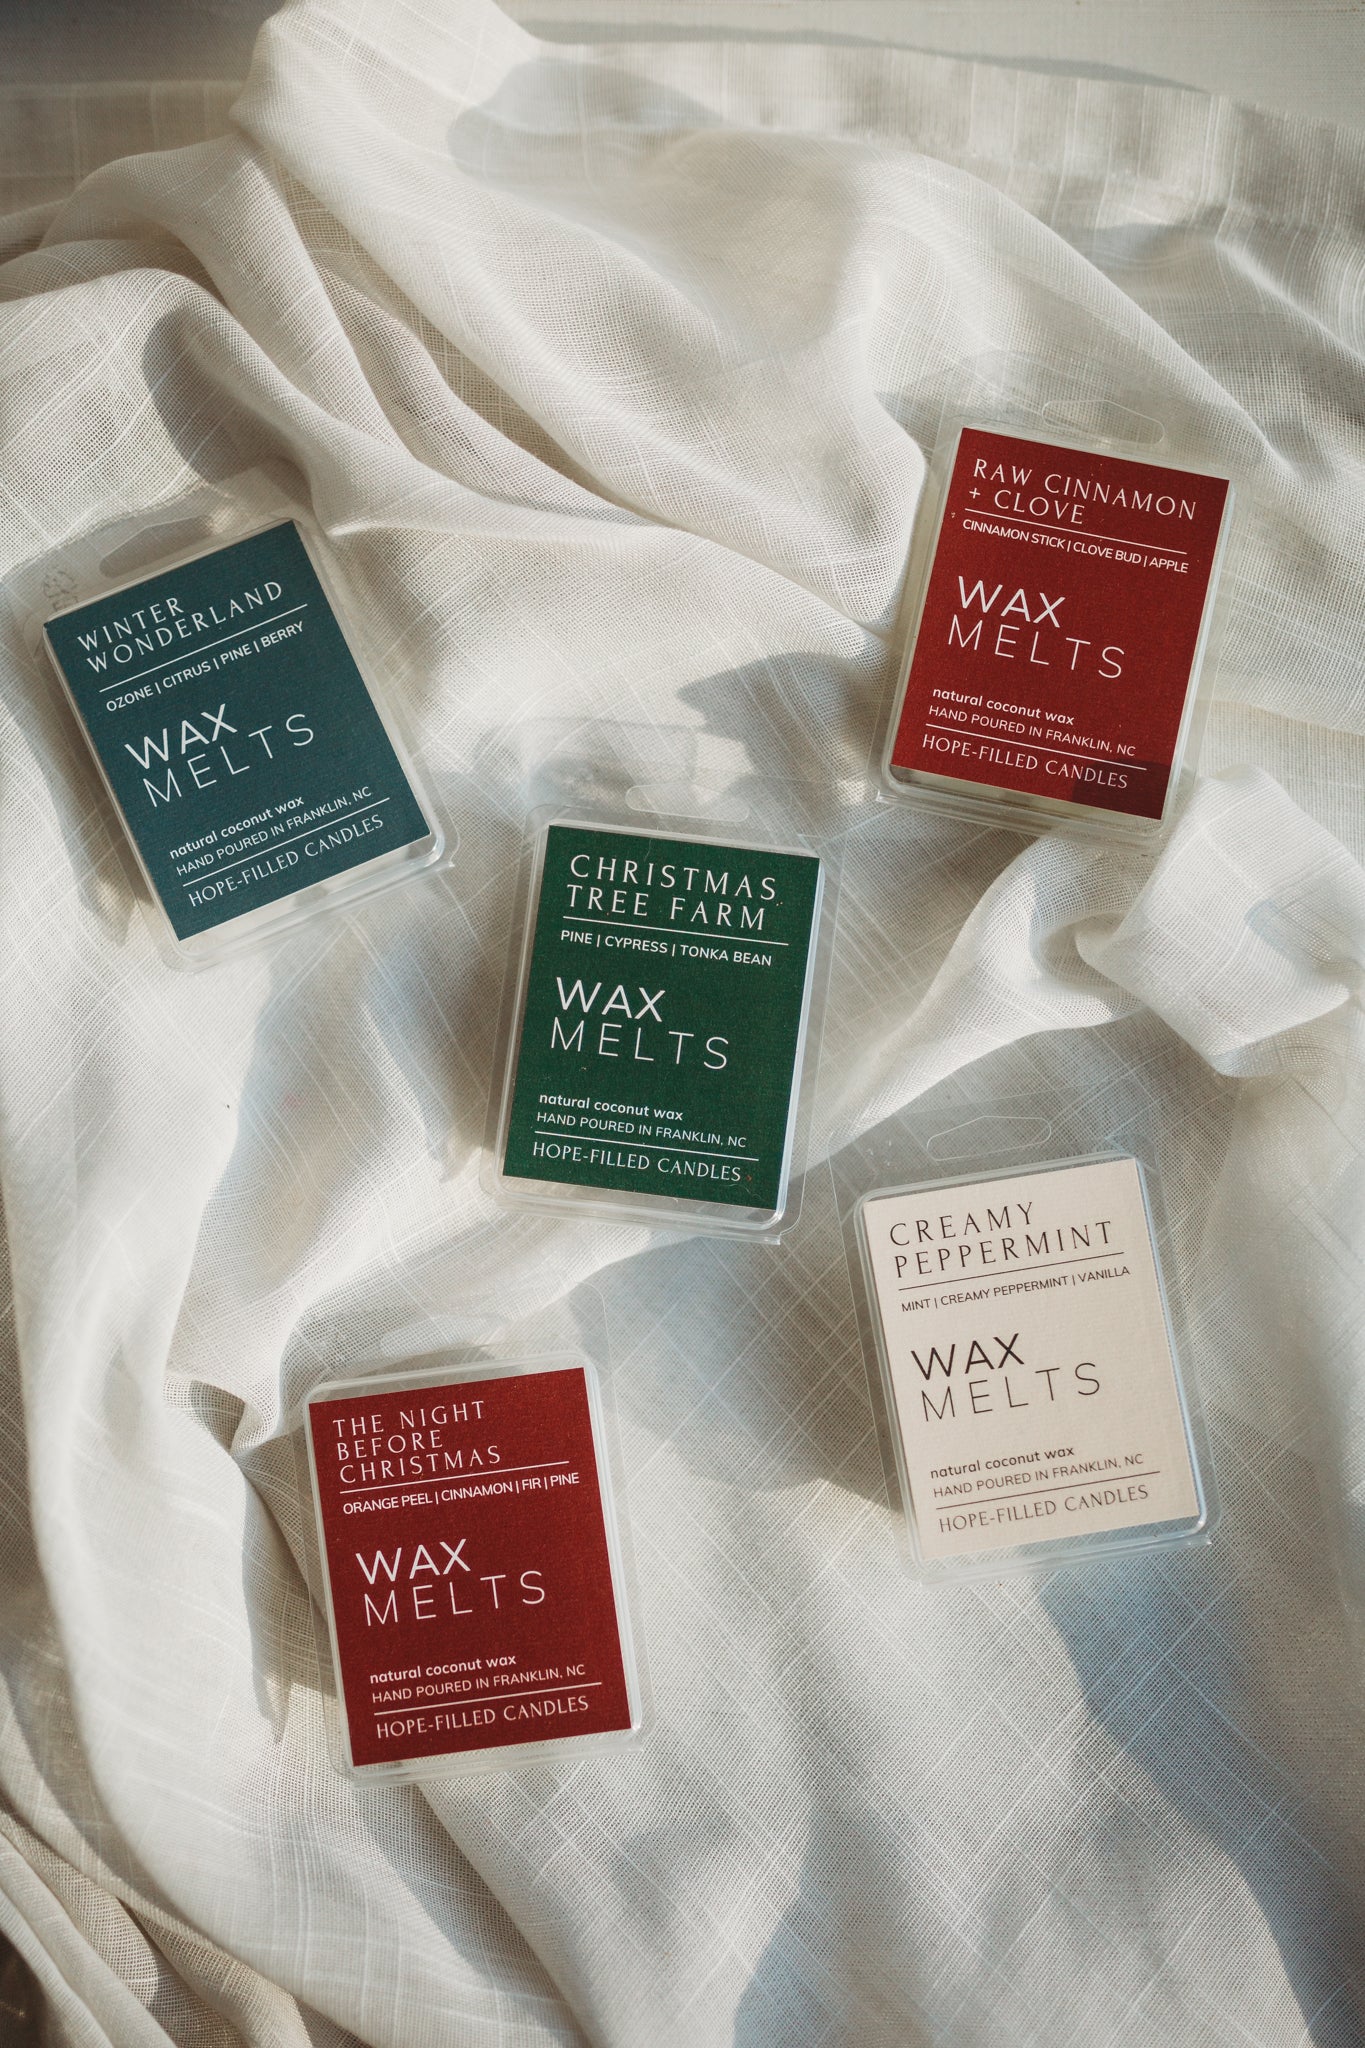 RAW CINNAMON
+ CLOVE
CINNAMON STICK | CLOVE BUD | APPLE
WAX
MELTS
natural coconut wax
HAND POURED IN FRANKLIN, NC
HOPE-FILLED CANDLES
WINTER
WONDERLAND
OZONE | CITRUS | PINE | BERRY
WAX
MELTS
natural coconut wax
HAND POURED IN FRANKLIN, NC
HOPE-FILLED CANDLES
CHRISTMAS
TREE FARM
PINE | CYPRESS | TONKA BEAN
WAX
MELTS
natural coconut wax
HAND POURED IN FRANKLIN, NC
HOPE-FILLED CANDLES
CREAMY
PEPPERMINT
MINT | CREAMY PEPPERMINT | VANILLA
WAX
MELTS
natural coconut wax
HAND POURED IN FRANKLIN, NC
HOPE-FILLED CANDLES
THE NIGHT
BEFORE
CHRISTMAS
ORANGE PEEL | CINNAMON | FIR | PINE
WAX
MELTS
natural coconut wax
HAND POURED IN FRANKLIN, NC
HOPE-FILLED CANDLES